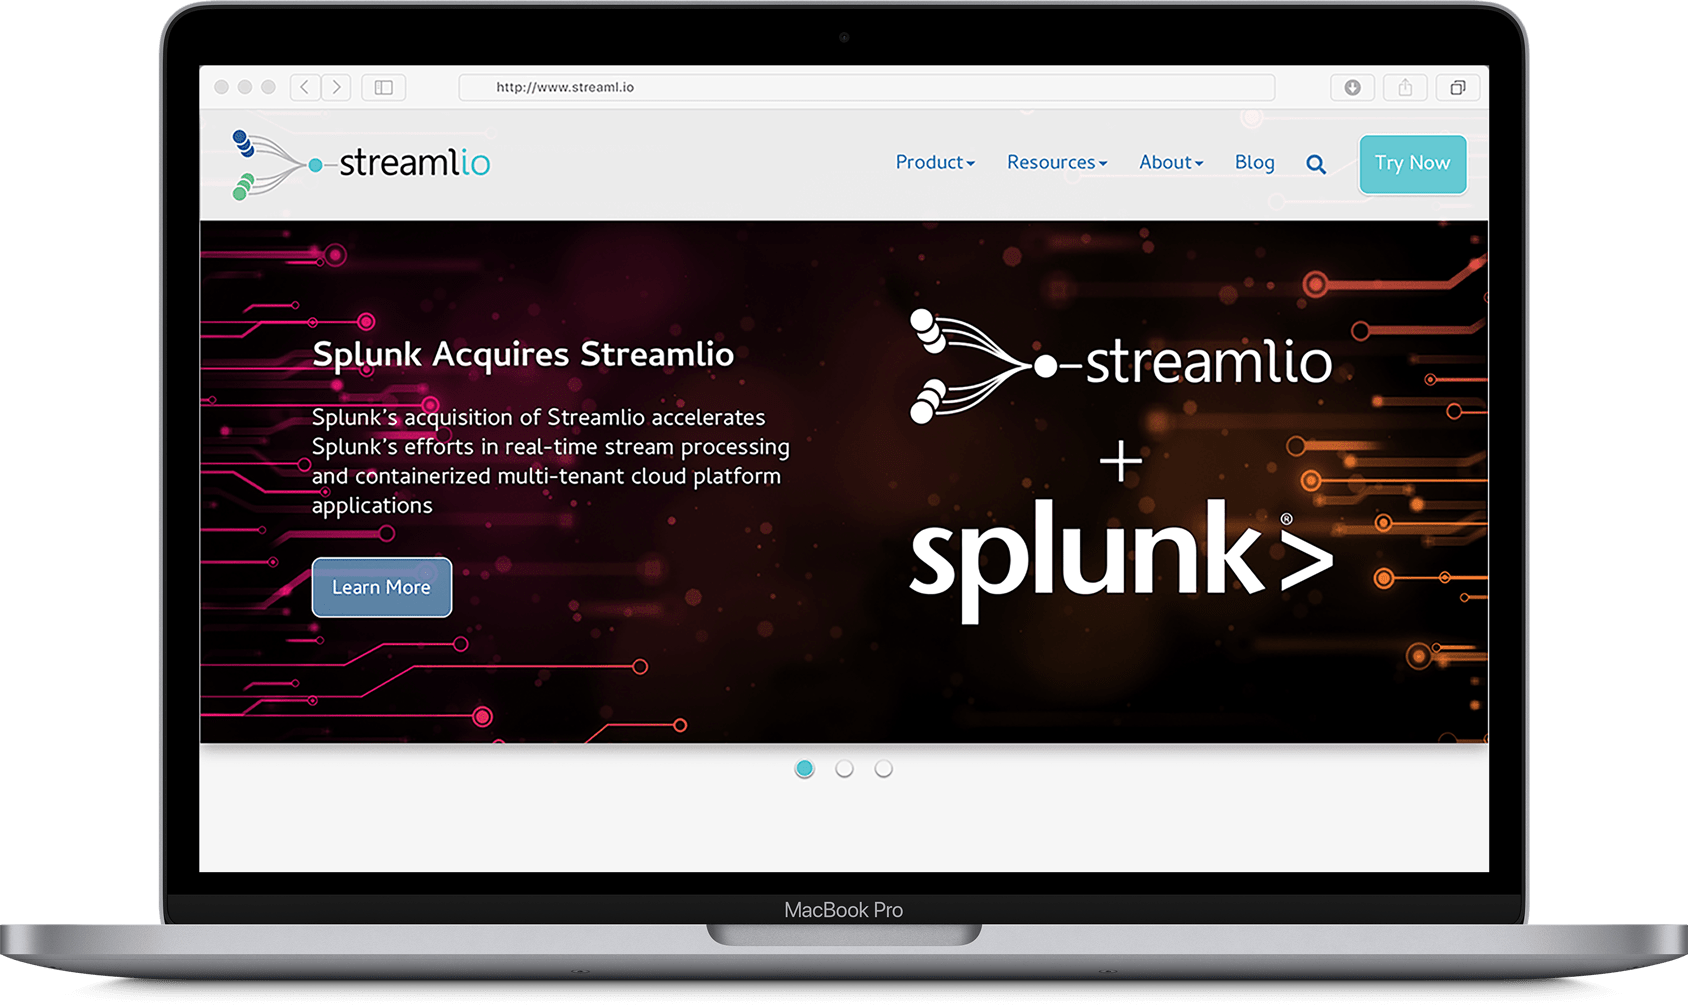 http://www.streaml.io
streamlio
Product
Resources
About
Blog
Try Now
Splunk Acquires Streamlio
Splunk's acquisition of Streamlio accelerates
Splunk's efforts in real-time stream processing
and containerized multi-tenant cloud platform
applications
Learn More
streamlio
+
splunk>®
MacBook Pro